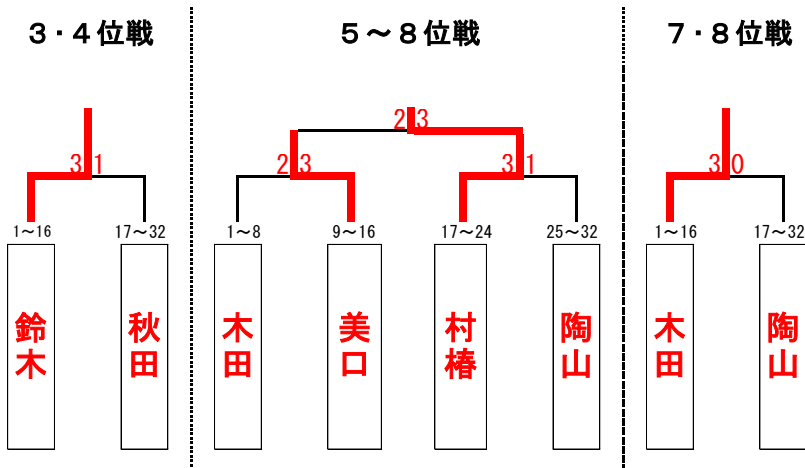 3・4位戦
5~8位戦
7・8位戦
2 3
3 1
2 3
3 1
3 0
1~16
17~32
1~8
9~16
17~24
25~32
1~16
17~32
鈴木
秋田
木田
美口
村椿
陶山
木田
陶山